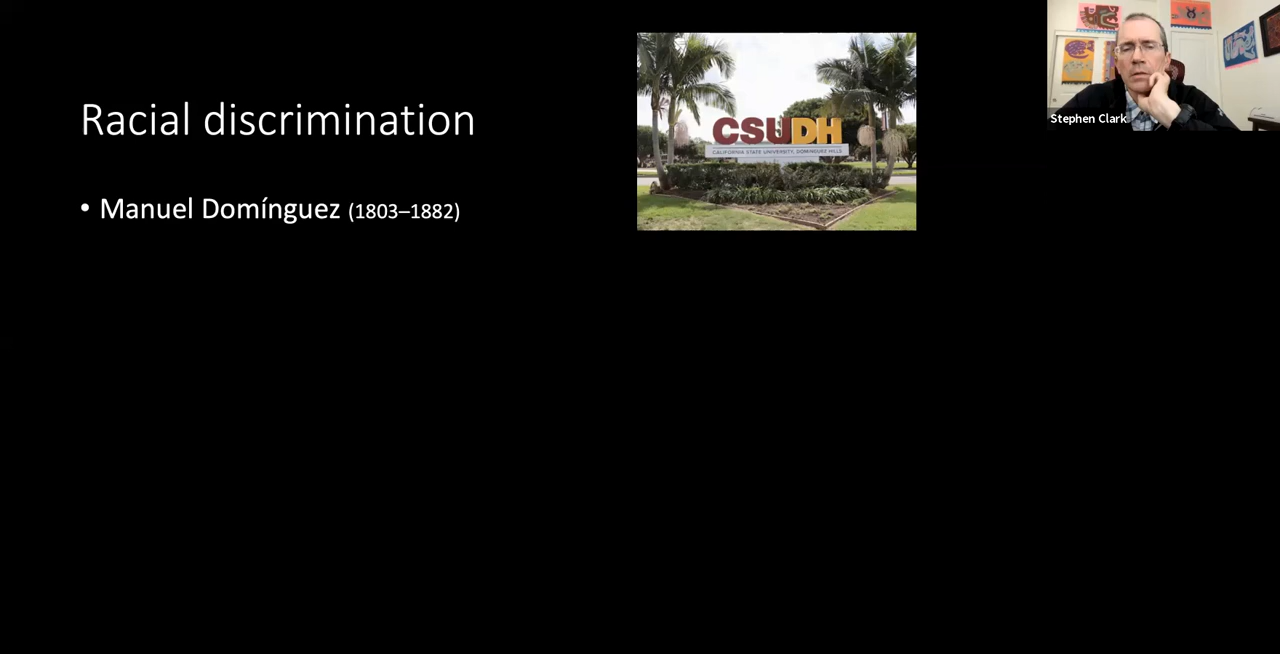 Racial discrimination
• Manuel Domínguez (1803–1882)
CSUDH
CALIFORNIA STATE UNIVERSITY, DOMINGUEZ HILLS
Stephen Clark